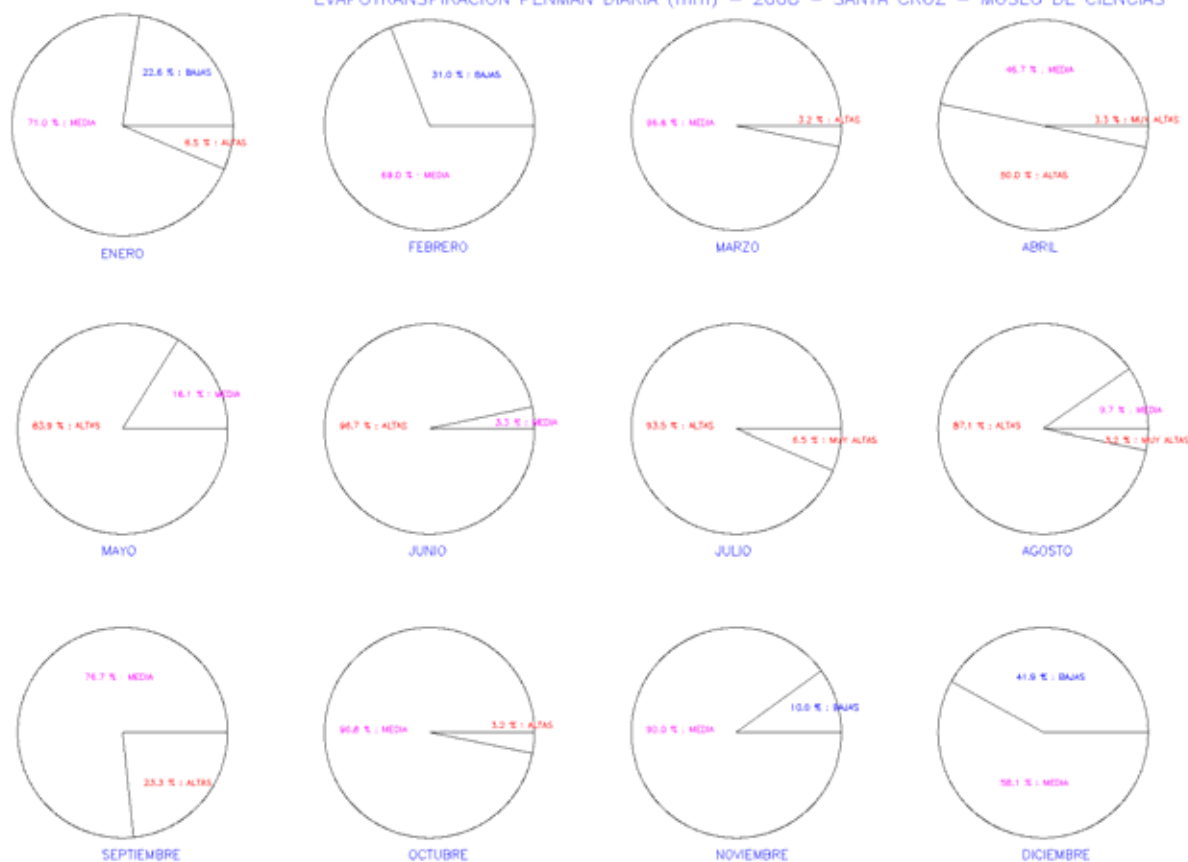 EVAPOTRANSPIRACION PENMAN DIARIA (mm) – 2008 – SANTA CRUZ – MUSEO DE CIENCIAS
22.6 % : BAJAS
71.0 % : MEDIA
6.5 % : ALTAS
ENERO
31.0 % : BAJAS
69.0 % : MEDIA
FEBRERO
96.8 % : MEDIA
3.2 % : ALTAS
MARZO
46.7 % : MEDIA
3.3 % : MUY ALTAS
50.0 % : ALTAS
ABRIL
16.1 % : MEDIA
83.9 % : ALTAS
MAYO
96.7 % : ALTAS
3.3 % : MEDIA
JUNIO
93.5 % : ALTAS
6.5 % : MUY ALTAS
JULIO
9.7 % : MEDIA
87.1 % : ALTAS
3.2 % : MUY ALTAS
AGOSTO
76.7 % : MEDIA
23.3 % : ALTAS
SEPTIEMBRE
96.8 % : MEDIA
3.2 % : ALTAS
OCTUBRE
10.0 % : BAJAS
90.0 % : MEDIA
NOVIEMBRE
41.9 % : BAJAS
58.1 % : MEDIA
DICIEMBRE